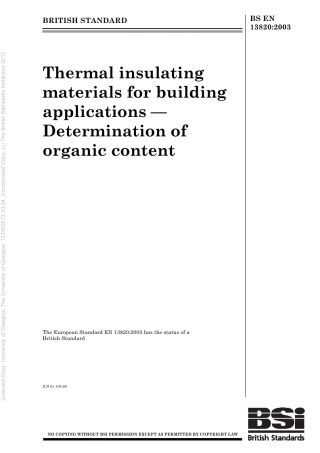 BRITISH STANDARD
BS EN
13820:2003
Thermal insulating
materials for building
applications —
Determination of
organic content
The European Standard EN 13820:2003 has the status of a
British Standard
ICS 91.100.60
NO COPYING WITHOUT BSI PERMISSION EXCEPT AS PERMITTED BY COPYRIGHT LAW
BSi
British Standards
Licensed Copy: University of Glasgow, The University of Glasgow, 13/03/2013 23:34, Uncontrolled Copy, (c) The British Standards Institution 2013